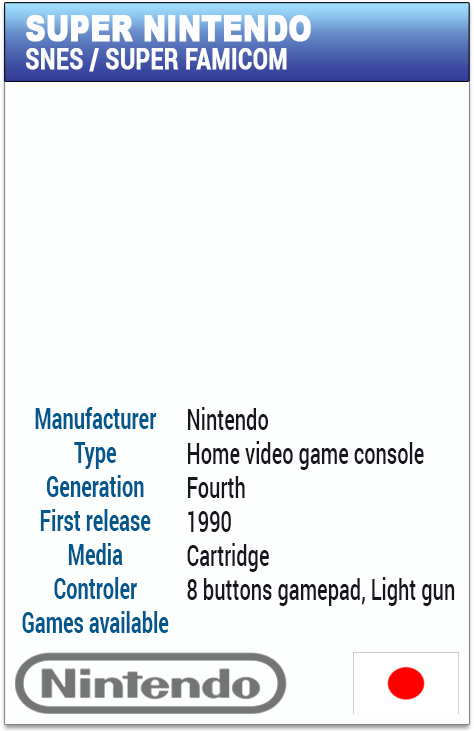 SUPER NINTENDO
SNES / SUPER FAMICOM
Manufacturer Nintendo
Type Home video game console
Generation Fourth
First release 1990
Media Cartridge
Controler 8 buttons gamepad, Light gun
Games available
Nintendo